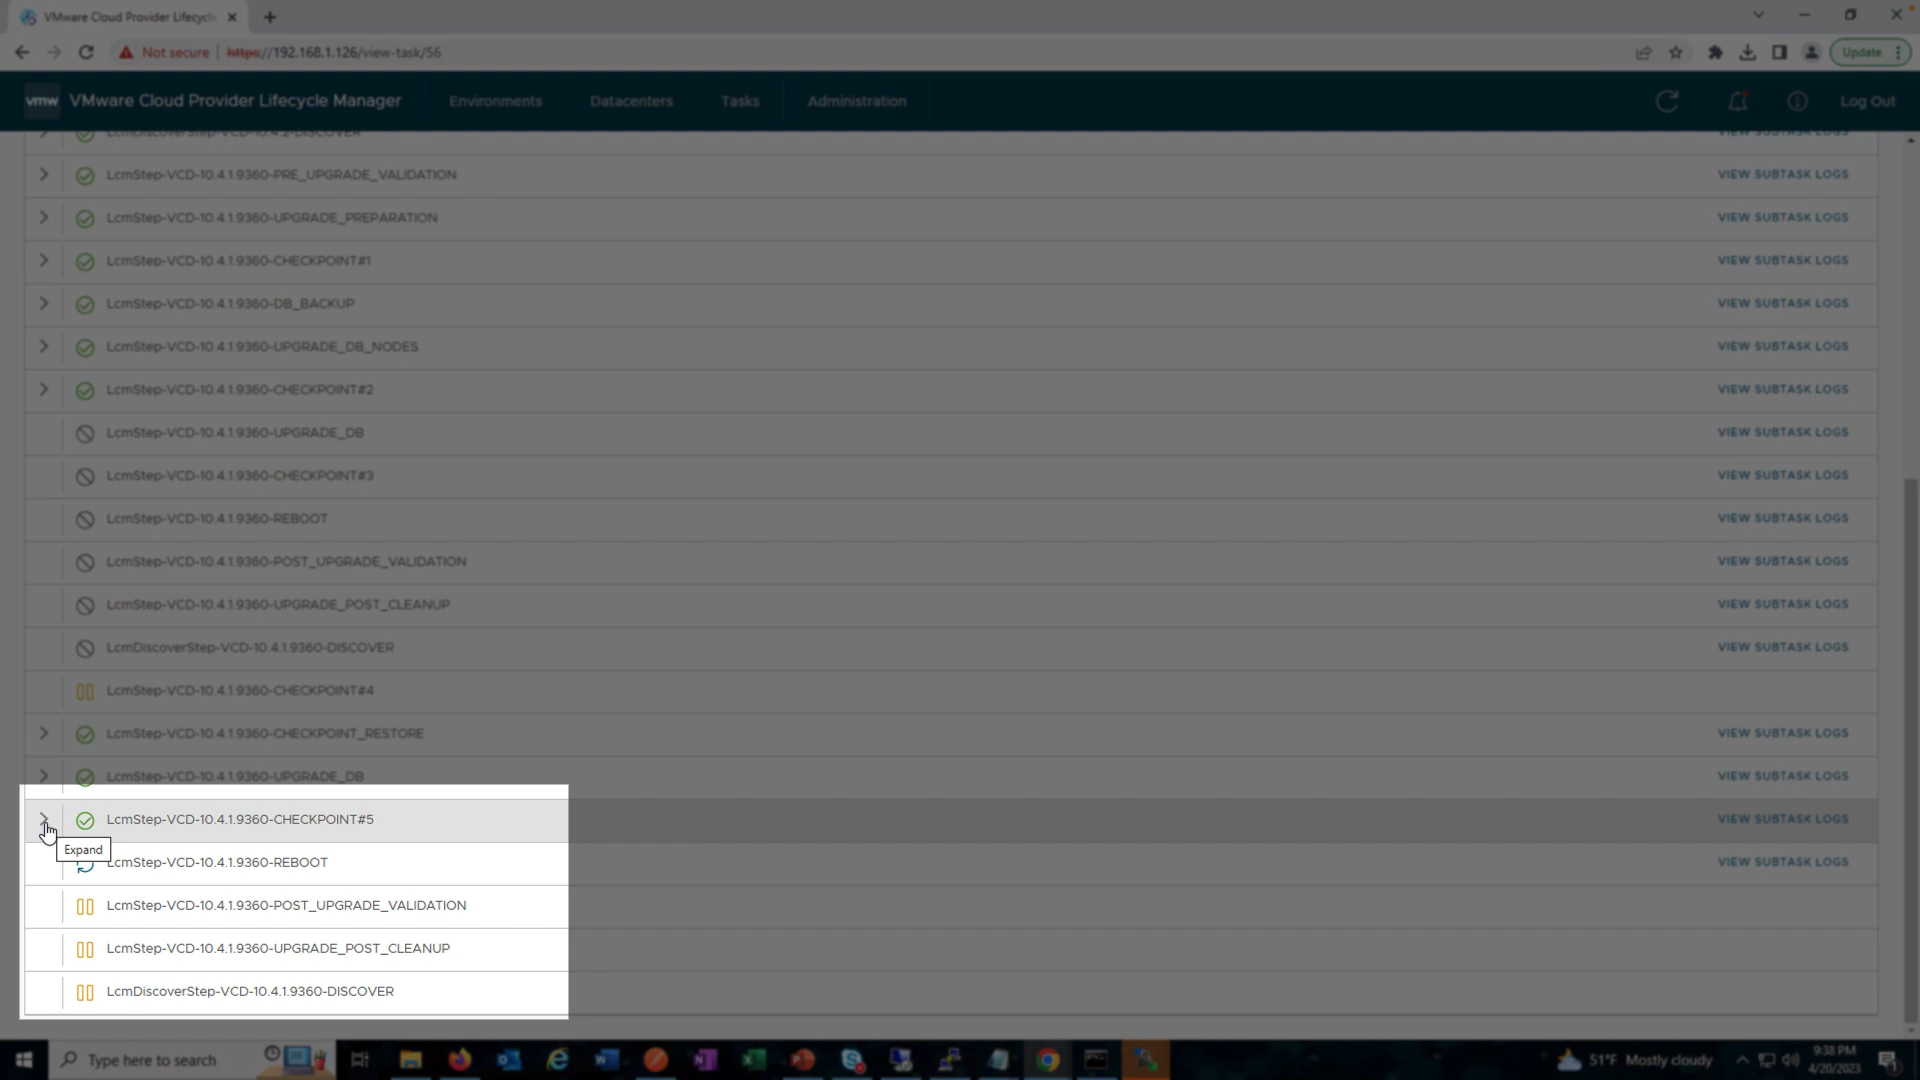 VMware Cloud Provider Lifecycle
Not secure
https://192.168.1.126/view-task/56
Update
vmw
VMware Cloud Provider Lifecycle Manager
Environments
Datacenters
Tasks
Administration
Log Out
LcmDiscoverStep-VCD-10.4.2-DISCOVER
VIEW SUBTASK LOGS
LcmStep-VCD-10.4.1.9360-PRE_UPGRADE_VALIDATION
VIEW SUBTASK LOGS
LcmStep-VCD-10.4.1.9360-UPGRADE_PREPARATION
VIEW SUBTASK LOGS
LcmStep-VCD-10.4.1.9360-CHECKPOINT#1
VIEW SUBTASK LOGS
LcmStep-VCD-10.4.1.9360-DB_BACKUP
VIEW SUBTASK LOGS
LcmStep-VCD-10.4.1.9360-UPGRADE_DB_NODES
VIEW SUBTASK LOGS
LcmStep-VCD-10.4.1.9360-CHECKPOINT#2
VIEW SUBTASK LOGS
LcmStep-VCD-10.4.1.9360-UPGRADE_DB
VIEW SUBTASK LOGS
LcmStep-VCD-10.4.1.9360-CHECKPOINT#3
VIEW SUBTASK LOGS
LcmStep-VCD-10.4.1.9360-REBOOT
VIEW SUBTASK LOGS
LcmStep-VCD-10.4.1.9360-POST_UPGRADE_VALIDATION
VIEW SUBTASK LOGS
LcmStep-VCD-10.4.1.9360-UPGRADE_POST_CLEANUP
VIEW SUBTASK LOGS
LcmDiscoverStep-VCD-10.4.1.9360-DISCOVER
VIEW SUBTASK LOGS
LcmStep-VCD-10.4.1.9360-CHECKPOINT#4
LcmStep-VCD-10.4.1.9360-CHECKPOINT_RESTORE
VIEW SUBTASK LOGS
LcmStep-VCD-10.4.1.9360-UPGRADE_DB
VIEW SUBTASK LOGS
LcmStep-VCD-10.4.1.9360-CHECKPOINT#5
VIEW SUBTASK LOGS
Expand
LcmStep-VCD-10.4.1.9360-REBOOT
VIEW SUBTASK LOGS
LcmStep-VCD-10.4.1.9360-POST_UPGRADE_VALIDATION
LcmStep-VCD-10.4.1.9360-UPGRADE_POST_CLEANUP
LcmDiscoverStep-VCD-10.4.1.9360-DISCOVER
Type here to search
51°F Mostly cloudy
9:38 PM
4/20/2023